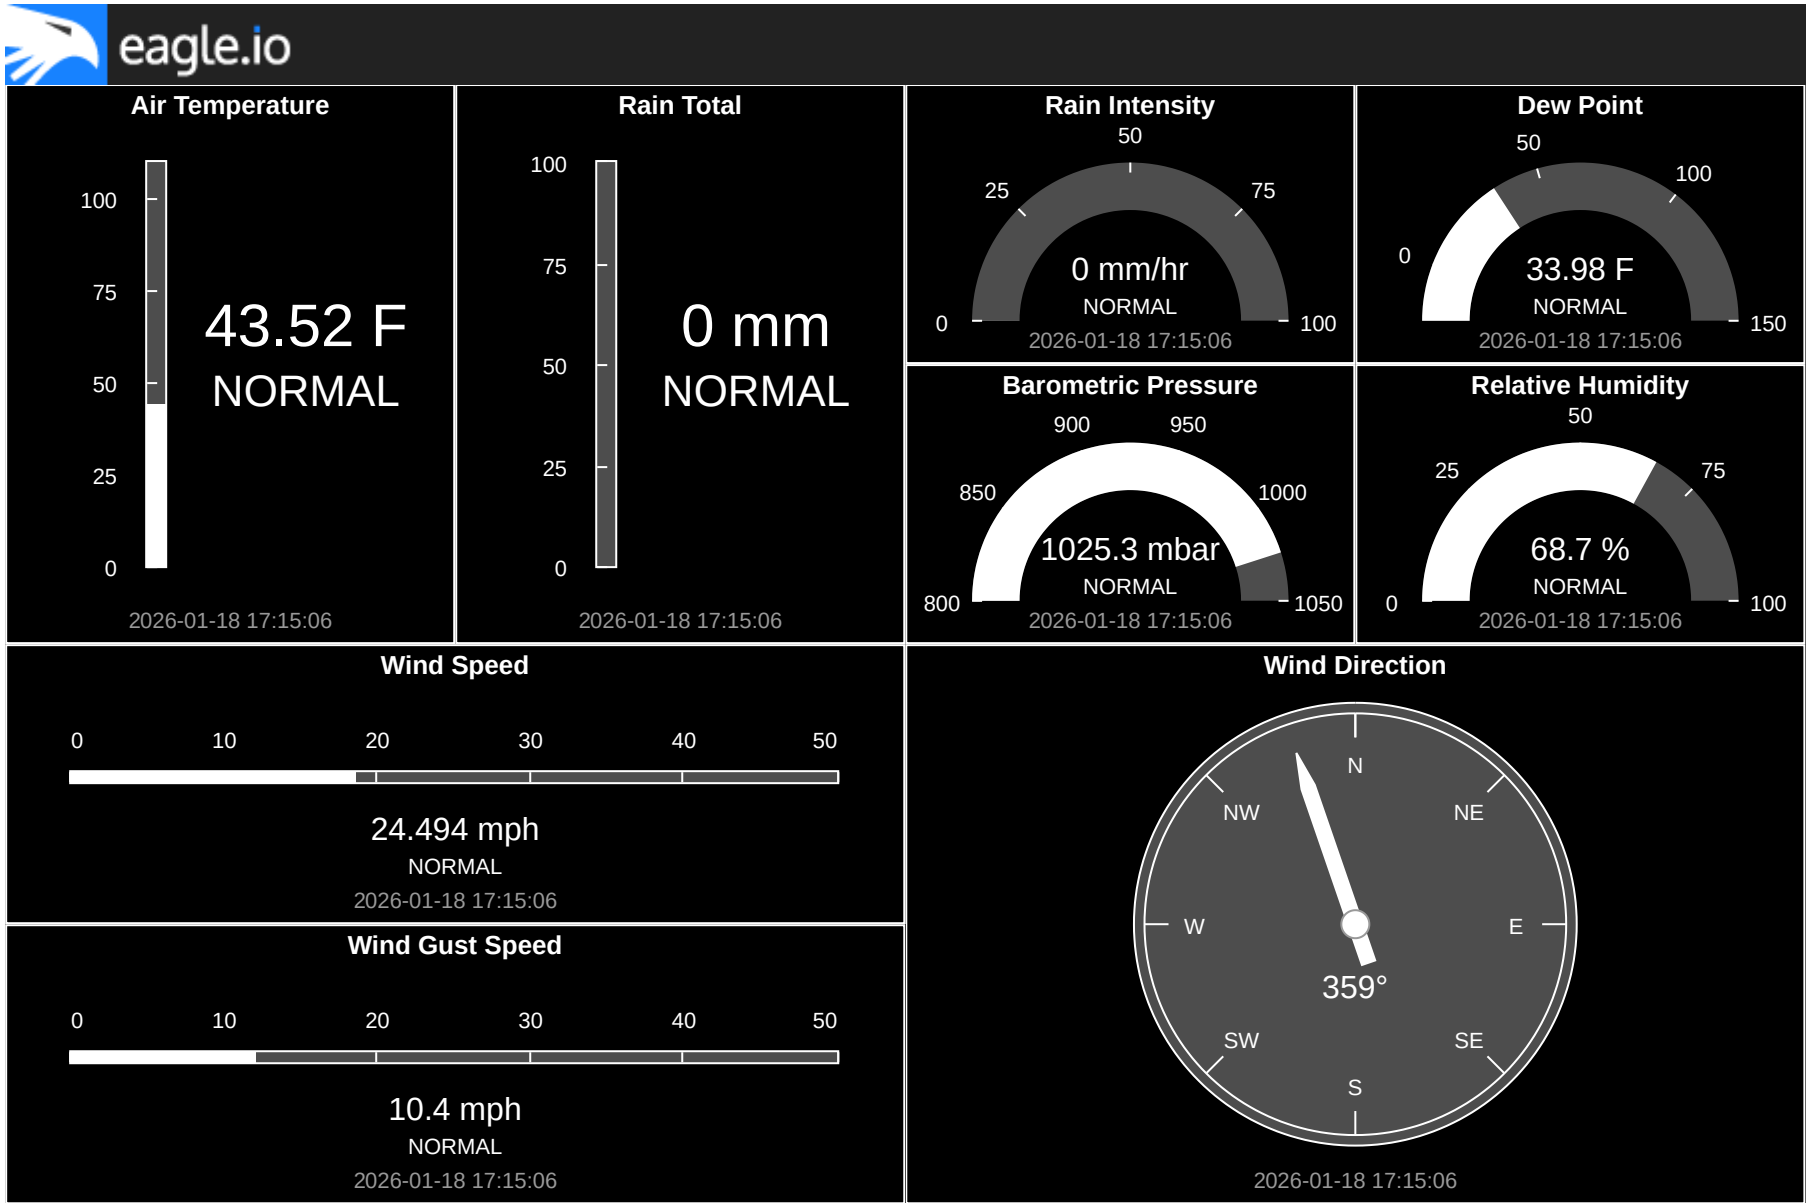 eagle.io
Air Temperature
100
75
50
25
0
43.52 F
NORMAL
2026-01-18 17:15:06
Rain Total
100
75
50
25
0
0 mm
NORMAL
2026-01-18 17:15:06
Rain Intensity
0
25
50
75
100
0 mm/hr
NORMAL
2026-01-18 17:15:06
Dew Point
0
50
100
150
33.98 F
NORMAL
2026-01-18 17:15:06
Barometric Pressure
800
850
900
950
1000
1050
1025.3 mbar
NORMAL
2026-01-18 17:15:06
Relative Humidity
0
25
50
75
100
68.7 %
NORMAL
2026-01-18 17:15:06
Wind Speed
0 10 20 30 40 50
24.494 mph
NORMAL
2026-01-18 17:15:06
Wind Gust Speed
0 10 20 30 40 50
10.4 mph
NORMAL
2026-01-18 17:15:06
Wind Direction
N
NW NE
W E
359°
SW SE
S
2026-01-18 17:15:06